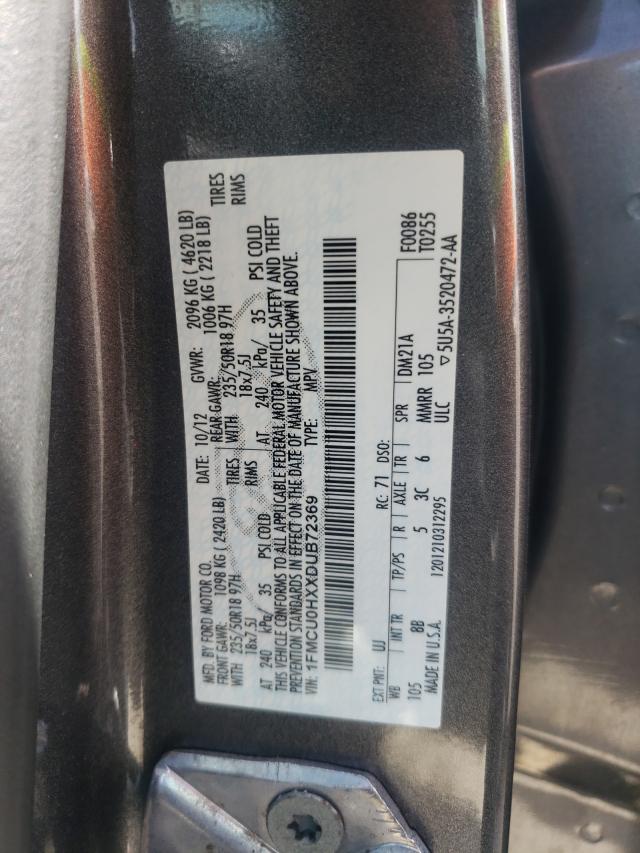 MFD. BY FORD MOTOR CO.
DATE: 10/12
GVWR: 2096 KG ( 4620 LB)
FRONT GAWR: 1098 KG ( 2420 LB)
REAR GAWR: 1006 KG ( 2218 LB)
WITH 235/50R18 97H TIRES
WITH 235/50R18 97H TIRES
18x7.5J RIMS
18x7.5J RIMS
AT 240 kPa/ 35 PSI COLD
AT 240 kPa/ 35 PSI COLD
THIS VEHICLE CONFORMS TO ALL APPLICABLE FEDERAL MOTOR VEHICLE SAFETY AND THEFT
PREVENTION STANDARDS IN EFFECT ON THE DATE OF MANUFACTURE SHOWN ABOVE.
VIN: 1FMCU0HXXDUB72369
TYPE: MPV
F0086
T0255
EXT PNT: UJ RC: 71 DSO:
WB INT TR TP/PS R AXLE TR SPR DM21A
105 8B 5 3C 6 MMRR 105
MADE IN U.S.A. 1201210312295 ULC
▽5U5A-3520472-AA